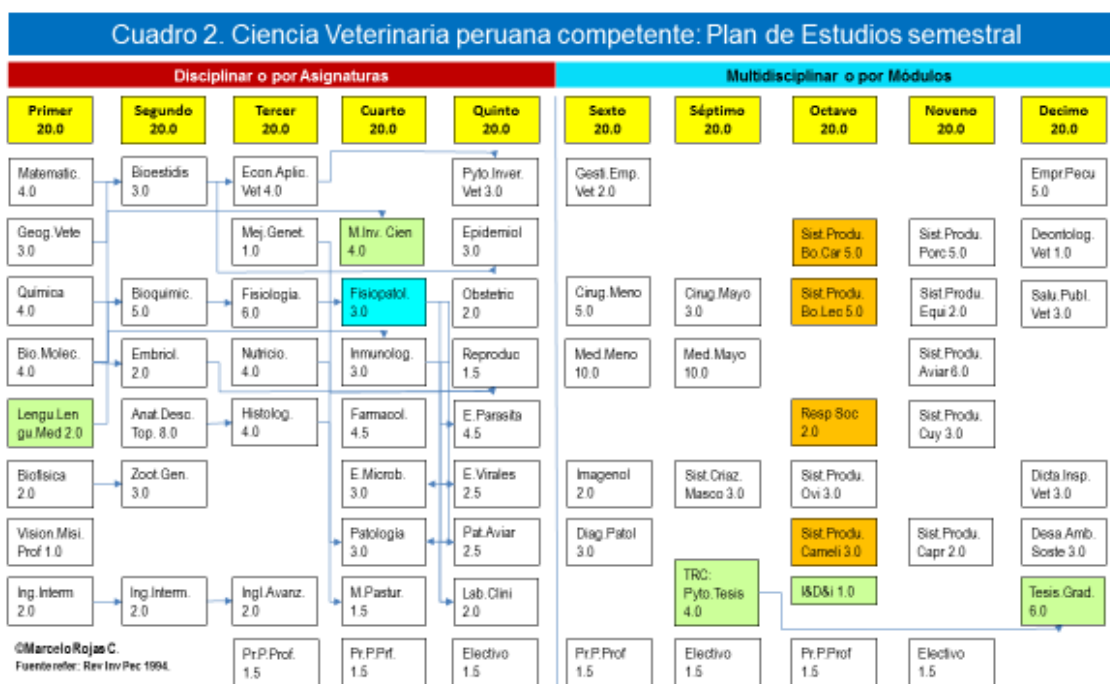 Cuadro 2. Ciencia Veterinaria peruana competente: Plan de Estudios semestral
Disciplinar o por Asignaturas
Multidisciplinar o por Módulos
Primer
20.0
Segundo
20.0
Tercer
20.0
Cuarto
20.0
Quinto
20.0
Sexto
20.0
Séptimo
20.0
Octavo
20.0
Noveno
20.0
Decimo
20.0
Matematic.
4.0
Bioestidis
3.0
Econ.Aplic.
Vet 4.0
Pyto.Inver.
Vet 3.0
Gesti.Emp.
Vet 2.0
Empr.Pecu
5.0
Geog.Vete
3.0
Mej.Genet.
1.0
M.Inv. Cien
4.0
Epidemiol
3.0
Sist.Produ.
Bo.Car 5.0
Sist.Produ.
Porc 5.0
Deontolog.
Vet 1.0
Química
4.0
Bioquimic.
5.0
Fisiología.
6.0
Fisiopatol.
3.0
Obstetric
2.0
Cirug.Meno
5.0
Cirug.Mayo
3.0
Sist.Produ.
Bo.Lec 5.0
Sist.Produ.
Equi 2.0
Salu.Publ.
Vet 3.0
Bio.Molec.
4.0
Embriol.
2.0
Nutricio.
4.0
Inmunolog.
3.0
Reproduc
1.5
Med.Meno
10.0
Med.Mayo
10.0
Sist.Produ.
Aviar 6.0
Lengu.Len
gu.Med 2.0
Anat.Desc.
Top. 8.0
Histolog.
4.0
Farmacol.
4.5
E.Parasita
4.5
Resp Soc
2.0
Sist.Produ.
Cuy 3.0
Biofisica
2.0
Zoot.Gen.
3.0
E.Microb.
3.0
E.Virales
2.5
Imagenol
2.0
Sist.Criaz.
Masco 3.0
Sist.Produ.
Ovi 3.0
Dicta.Insp.
Vet 3.0
Vision.Misi.
Prof 1.0
Patología
3.0
Pat.Aviar
2.5
Diag.Patol
3.0
Sist.Produ.
Cameli 3.0
Sist.Produ.
Capr 2.0
Desa.Amb.
Soste 3.0
Ing.Interm
2.0
Ing.Interm.
2.0
Ingl.Avanz.
2.0
M.Pastur.
1.5
Lab.Clini
2.0
TRC:
Pyto.Tesis
4.0
I&D&i 1.0
Tesis.Grad.
6.0
©Marcelo Rojas C.
Fuente refer: Rev Inv Pec 1994.
Pr.P.Prof.
1.5
Pr.P.Prf.
1.5
Electivo
1.5
Pr.P.Prof
1.5
Electivo
1.5
Pr.P.Prof
1.5
Electivo
1.5